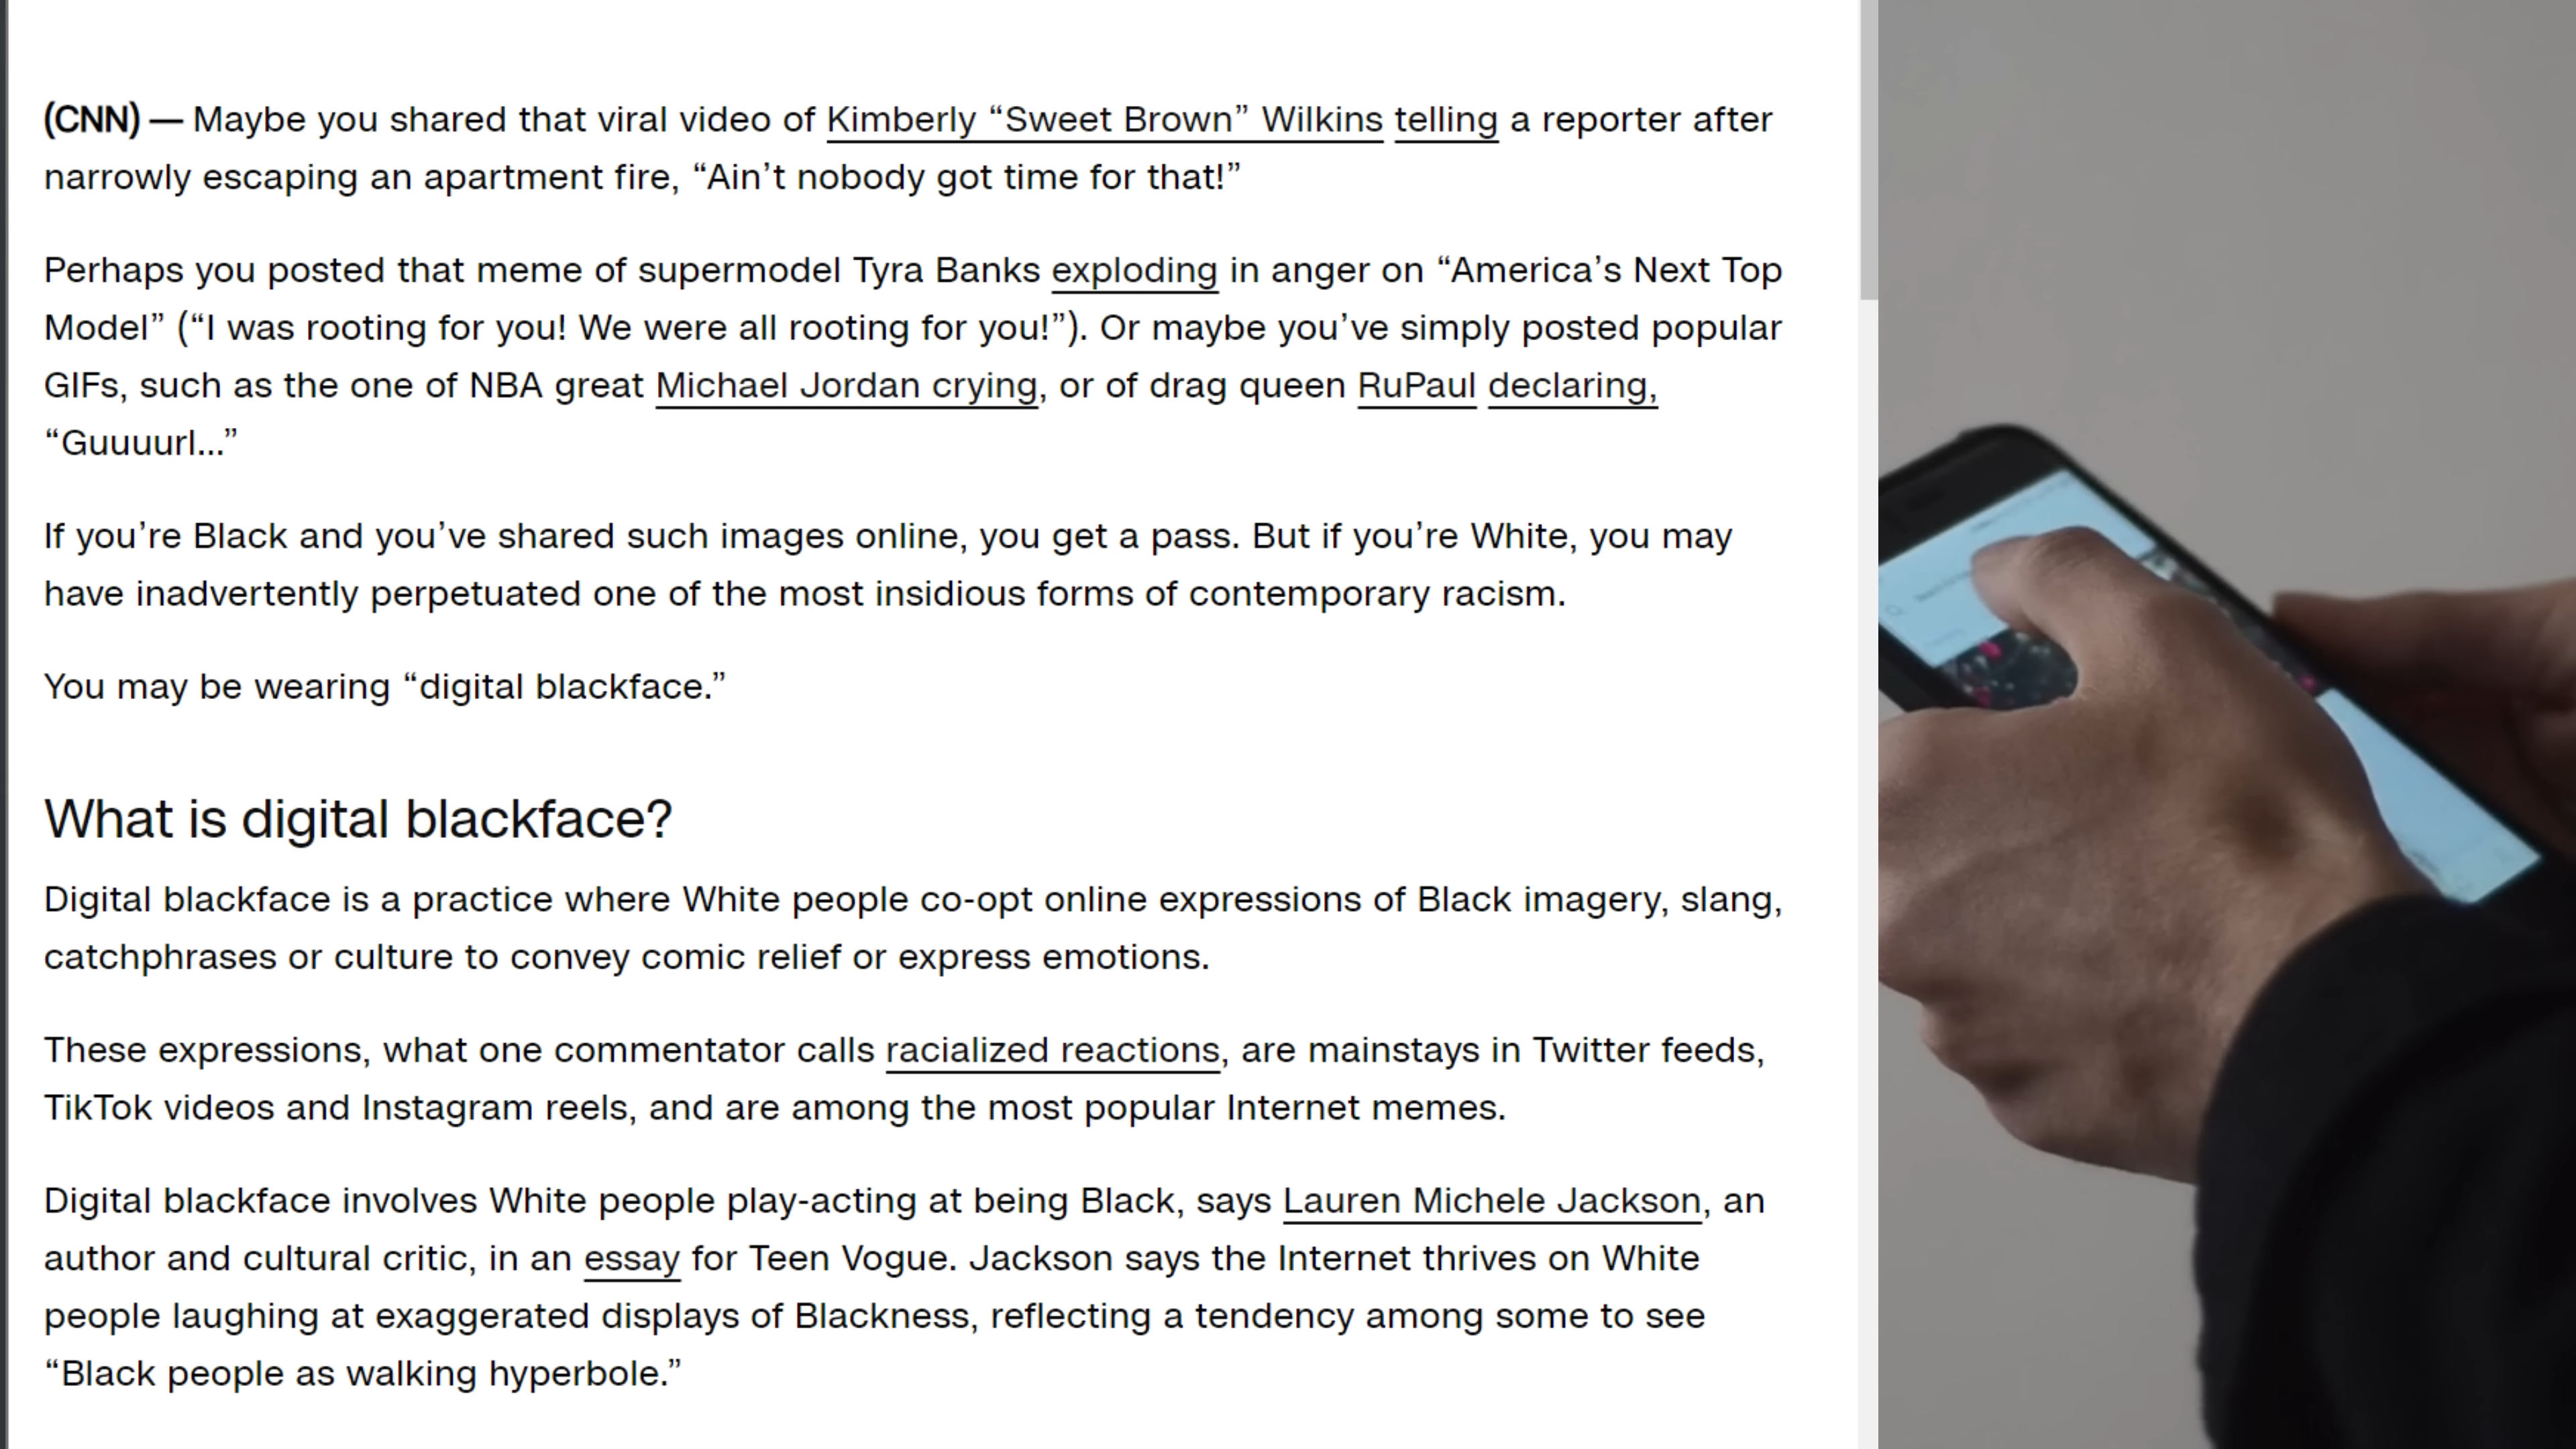 (CNN) — Maybe you shared that viral video of Kimberly “Sweet Brown” Wilkins telling a reporter after
narrowly escaping an apartment fire, “Ain’t nobody got time for that!”
Perhaps you posted that meme of supermodel Tyra Banks exploding in anger on “America’s Next Top
Model” (“I was rooting for you! We were all rooting for you!”). Or maybe you’ve simply posted popular
GIFs, such as the one of NBA great Michael Jordan crying, or of drag queen RuPaul declaring,
“Guuuurl…”
If you’re Black and you’ve shared such images online, you get a pass. But if you’re White, you may
have inadvertently perpetuated one of the most insidious forms of contemporary racism.
You may be wearing “digital blackface.”
What is digital blackface?
Digital blackface is a practice where White people co-opt online expressions of Black imagery, slang,
catchphrases or culture to convey comic relief or express emotions.
These expressions, what one commentator calls racialized reactions, are mainstays in Twitter feeds,
TikTok videos and Instagram reels, and are among the most popular Internet memes.
Digital blackface involves White people play-acting at being Black, says Lauren Michele Jackson, an
author and cultural critic, in an essay for Teen Vogue. Jackson says the Internet thrives on White
people laughing at exaggerated displays of Blackness, reflecting a tendency among some to see
“Black people as walking hyperbole.”